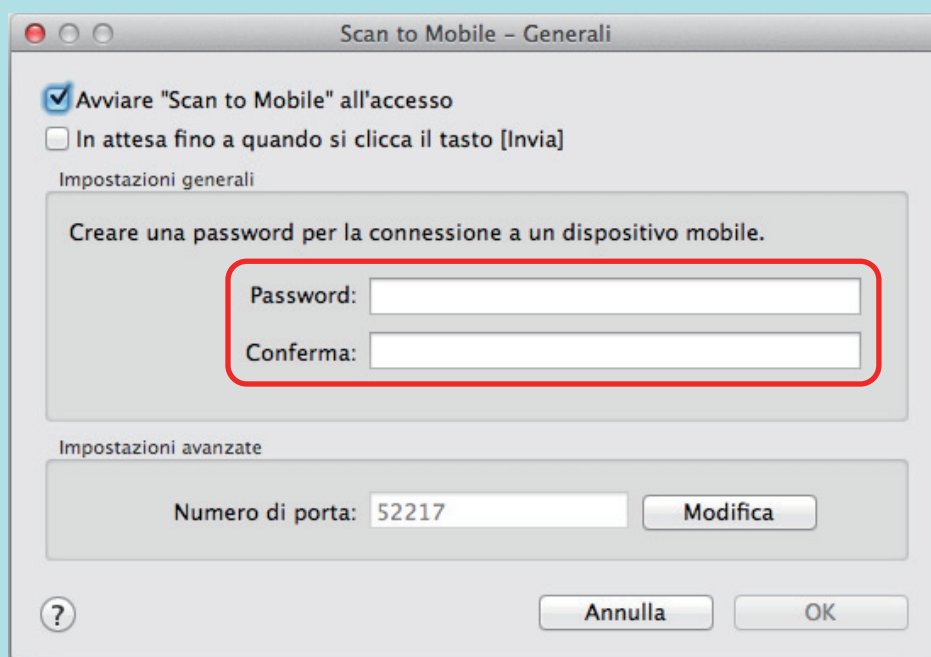 Scan to Mobile – Generali
Avviare "Scan to Mobile" all'accesso
In attesa fino a quando si clicca il tasto [Invia]
Impostazioni generali
Creare una password per la connessione a un dispositivo mobile.
Password:
Conferma:
Impostazioni avanzate
Numero di porta: 52217 Modifica
? Annulla OK